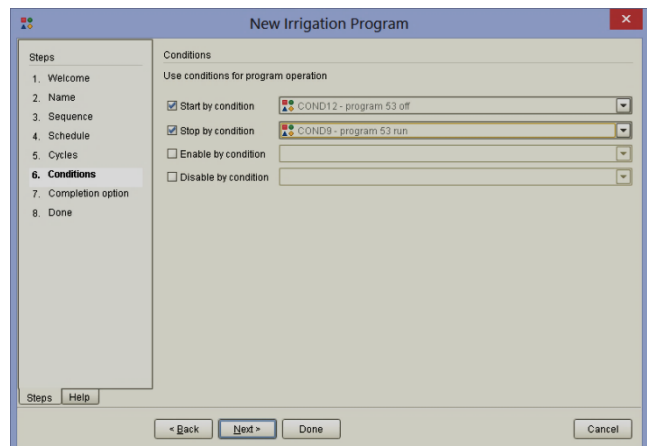 New Irrigation Program
Steps
1. Welcome
2. Name
3. Sequence
4. Schedule
5. Cycles
6. Conditions
7. Completion option
8. Done
Conditions
Use conditions for program operation
Start by condition COND12 - program 53 off
Stop by condition COND9 - program 53 run
Enable by condition
Disable by condition
Steps Help
< Back Next > Done Cancel